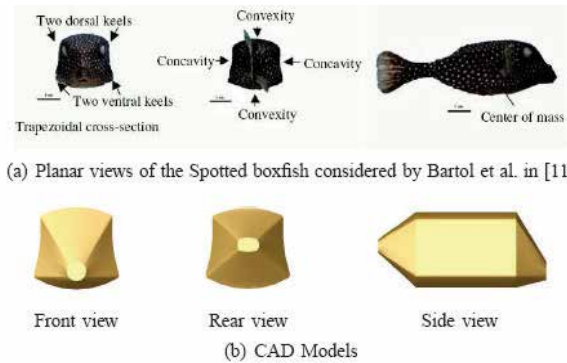 Two dorsal keels
Convexity
Concavity
Concavity
Two ventral keels
Convexity
Center of mass
Trapezoidal cross-section
(a) Planar views of the Spotted boxfish considered by Bartol et al. in [11
Front view
Rear view
Side view
(b) CAD Models